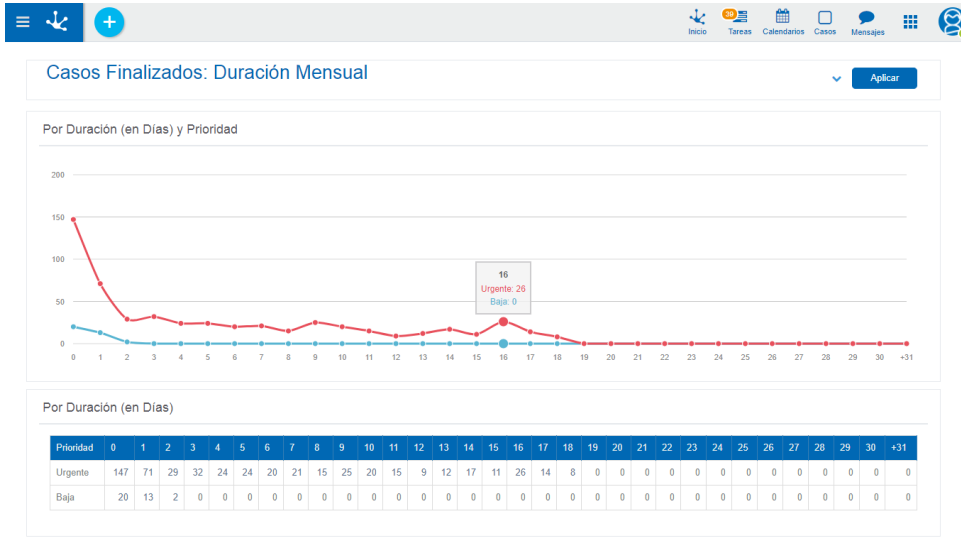 Inicio
39
Tareas
Calendarios
Casos
Mensajes
Casos Finalizados: Duración Mensual
Aplicar
Por Duración (en Días) y Prioridad
200
150
100
50
0
16
Urgente: 26
Baja: 0
0 1 2 3 4 5 6 7 8 9 10 11 12 13 14 15 16 17 18 19 20 21 22 23 24 25 26 27 28 29 30 +31
Por Duración (en Días)
Prioridad 0 1 2 3 4 5 6 7 8 9 10 11 12 13 14 15 16 17 18 19 20 21 22 23 24 25 26 27 28 29 30 +31
Urgente 147 71 29 32 24 24 20 21 15 25 20 15 9 12 17 11 26 14 8 0 0 0 0 0 0 0 0 0 0 0 0 0
Baja 20 13 2 0 0 0 0 0 0 0 0 0 0 0 0 0 0 0 0 0 0 0 0 0 0 0 0 0 0 0 0 0